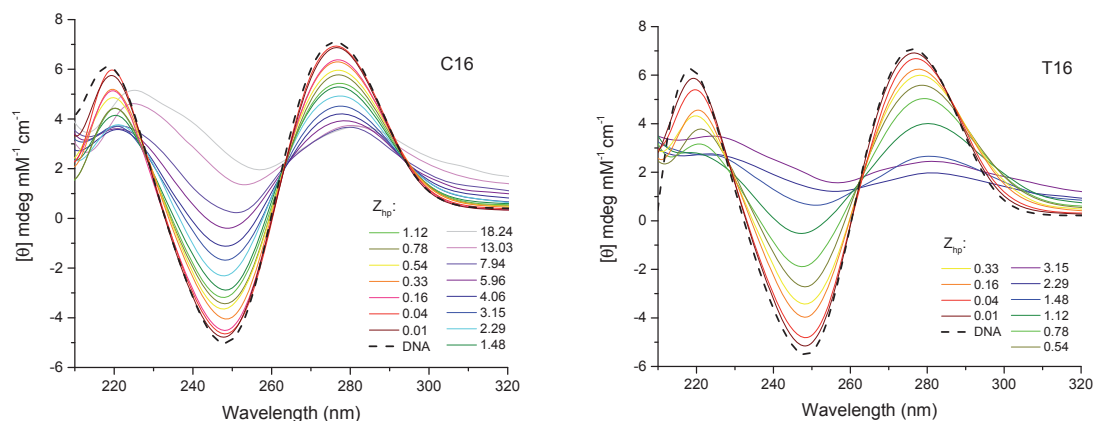 8
6
4
2
0
-2
-4
-6
[θ] mdeg mM⁻¹ cm⁻¹
C16
Z_hp:
1.12 18.24
0.78 13.03
0.54 7.94
0.33 5.96
0.16 4.06
0.04 3.15
0.01 2.29
DNA 1.48
220 240 260 280 300 320
Wavelength (nm)
8
6
4
2
0
-2
-4
-6
[θ] mdeg mM⁻¹ cm⁻¹
T16
Z_hp:
0.33 3.15
0.16 2.29
0.04 1.48
0.01 1.12
DNA 0.78
0.54
220 240 260 280 300 320
Wavelength (nm)